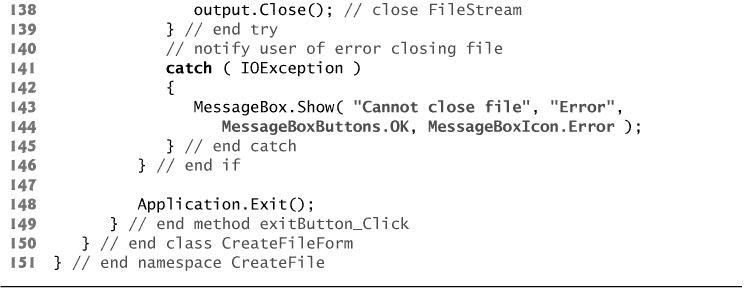 138 output.Close(); // close FileStream
139 } // end try
140 // notify user of error closing file
141 catch ( IOException )
142 {
143 MessageBox.Show( "Cannot close file", "Error",
144 MessageBoxButtons.OK, MessageBoxIcon.Error );
145 } // end catch
146 } // end if
147
148 Application.Exit();
149 } // end method exitButton_Click
150 } // end class CreateFileForm
151 } // end namespace CreateFile